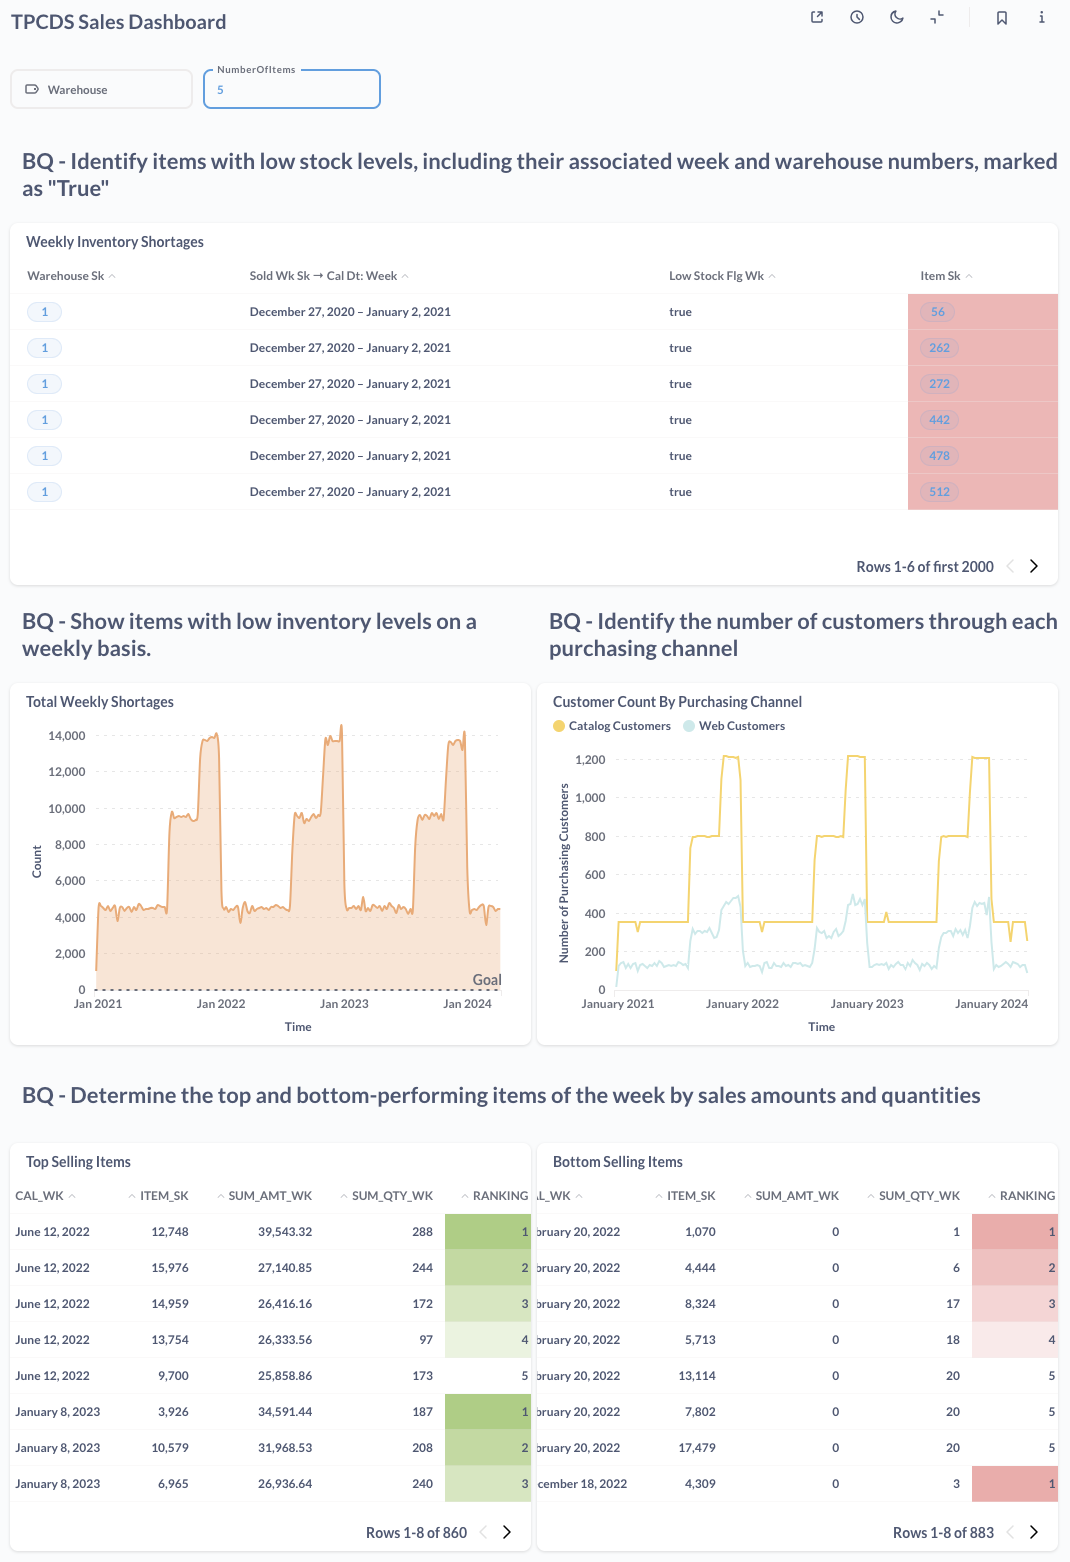 TPCDS Sales Dashboard
Warehouse
NumberOfItems
5
BQ - Identify items with low stock levels, including their associated week and warehouse numbers, marked
as "True"
Weekly Inventory Shortages
Warehouse Sk Sold Wk Sk → Cal Dt: Week Low Stock Flg Wk Item Sk
1 December 27, 2020 – January 2, 2021 true 56
1 December 27, 2020 – January 2, 2021 true 262
1 December 27, 2020 – January 2, 2021 true 272
1 December 27, 2020 – January 2, 2021 true 442
1 December 27, 2020 – January 2, 2021 true 478
1 December 27, 2020 – January 2, 2021 true 512
Rows 1-6 of first 2000
BQ - Show items with low inventory levels on a
weekly basis.
BQ - Identify the number of customers through each
purchasing channel
Total Weekly Shortages
14,000
12,000
10,000
8,000
6,000
4,000
2,000
0
Count
Goal
Jan 2021 Jan 2022 Jan 2023 Jan 2024
Time
Customer Count By Purchasing Channel
Catalog Customers Web Customers
1,200
1,000
800
600
400
200
0
Number of Purchasing Customers
January 2021 January 2022 January 2023 January 2024
Time
BQ - Determine the top and bottom-performing items of the week by sales amounts and quantities
Top Selling Items
CAL_WK ITEM_SK SUM_AMT_WK SUM_QTY_WK RANKING
June 12, 2022 12,748 39,543.32 288 1
June 12, 2022 15,976 27,140.85 244 2
June 12, 2022 14,959 26,416.16 172 3
June 12, 2022 13,754 26,333.56 97 4
June 12, 2022 9,700 25,858.86 173 5
January 8, 2023 3,926 34,591.44 187 1
January 8, 2023 10,579 31,968.53 208 2
January 8, 2023 6,965 26,936.64 240 3
Rows 1-8 of 860
Bottom Selling Items
AL_WK ITEM_SK SUM_AMT_WK SUM_QTY_WK RANKING
bruary 20, 2022 1,070 0 1 1
bruary 20, 2022 4,444 0 6 2
bruary 20, 2022 8,324 0 17 3
bruary 20, 2022 5,713 0 18 4
bruary 20, 2022 13,114 0 20 5
bruary 20, 2022 7,802 0 20 5
bruary 20, 2022 17,479 0 20 5
cember 18, 2022 4,309 0 3 1
Rows 1-8 of 883